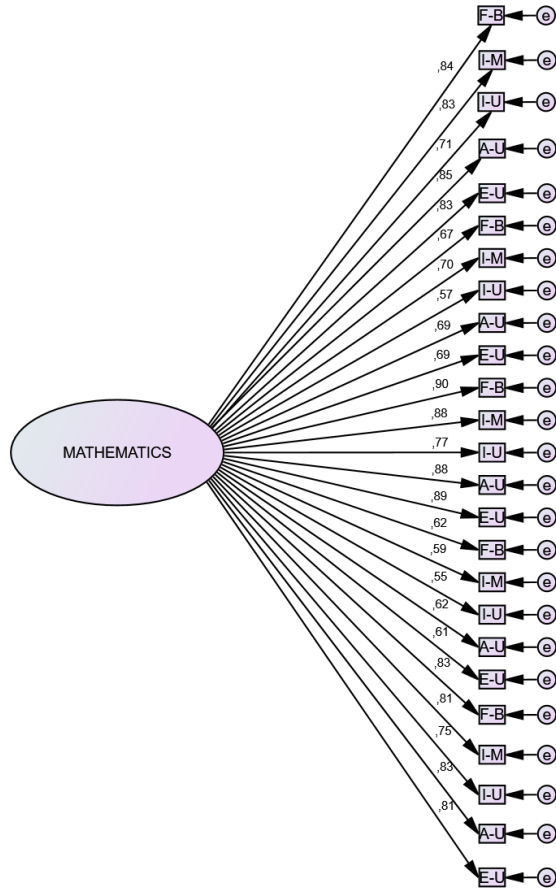 F-B e
,84
I-M e
,83
I-U e
,71
A-U e
,85
E-U e
,83
F-B e
,67
I-M e
,70
I-U e
,57
A-U e
,69
E-U e
,69
F-B e
,90
I-M e
,88
MATHEMATICS
I-U e
,77
A-U e
,88
E-U e
,89
F-B e
,62
I-M e
,59
I-U e
,55
A-U e
,62
E-U e
,61
F-B e
,83
I-M e
,81
I-U e
,75
A-U e
,83
E-U e
,81